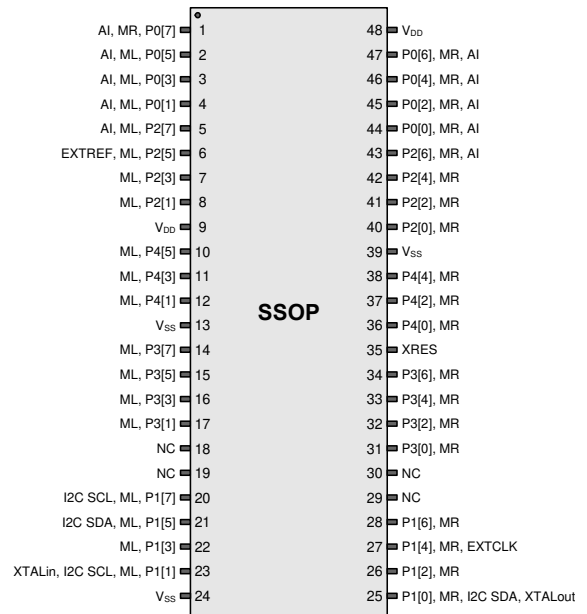 AI, MR, P0[7] 1 48 VDD
AI, ML, P0[5] 2 47 P0[6], MR, AI
AI, ML, P0[3] 3 46 P0[4], MR, AI
AI, ML, P0[1] 4 45 P0[2], MR, AI
AI, ML, P2[7] 5 44 P0[0], MR, AI
EXTREF, ML, P2[5] 6 43 P2[6], MR, AI
ML, P2[3] 7 42 P2[4], MR
ML, P2[1] 8 41 P2[2], MR
VDD 9 40 P2[0], MR
ML, P4[5] 10 39 VSS
ML, P4[3] 11 38 P4[4], MR
ML, P4[1] 12 37 P4[2], MR
SSOP
VSS 13 36 P4[0], MR
ML, P3[7] 14 35 XRES
ML, P3[5] 15 34 P3[6], MR
ML, P3[3] 16 33 P3[4], MR
ML, P3[1] 17 32 P3[2], MR
NC 18 31 P3[0], MR
NC 19 30 NC
I2C SCL, ML, P1[7] 20 29 NC
I2C SDA, ML, P1[5] 21 28 P1[6], MR
ML, P1[3] 22 27 P1[4], MR, EXTCLK
XTALin, I2C SCL, ML, P1[1] 23 26 P1[2], MR
VSS 24 25 P1[0], MR, I2C SDA, XTALout